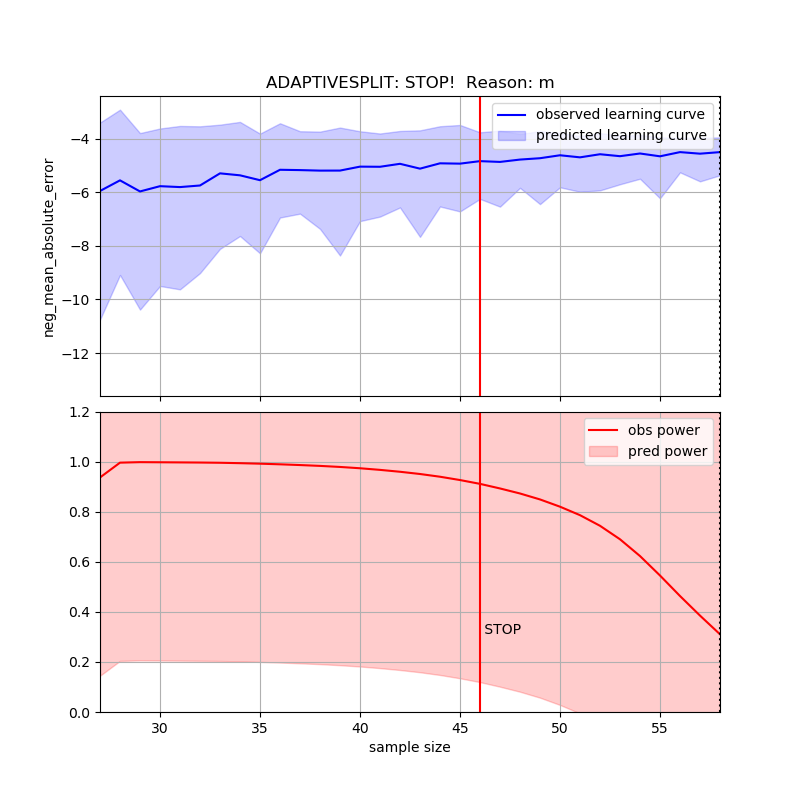 ADAPTIVESPLIT: STOP!  Reason: m
observed learning curve
predicted learning curve
neg_mean_absolute_error
−4
−6
−8
−10
−12
obs power
pred power
1.2
1.0
0.8
0.6
0.4
0.2
0.0
STOP
30 35 40 45 50 55
sample size